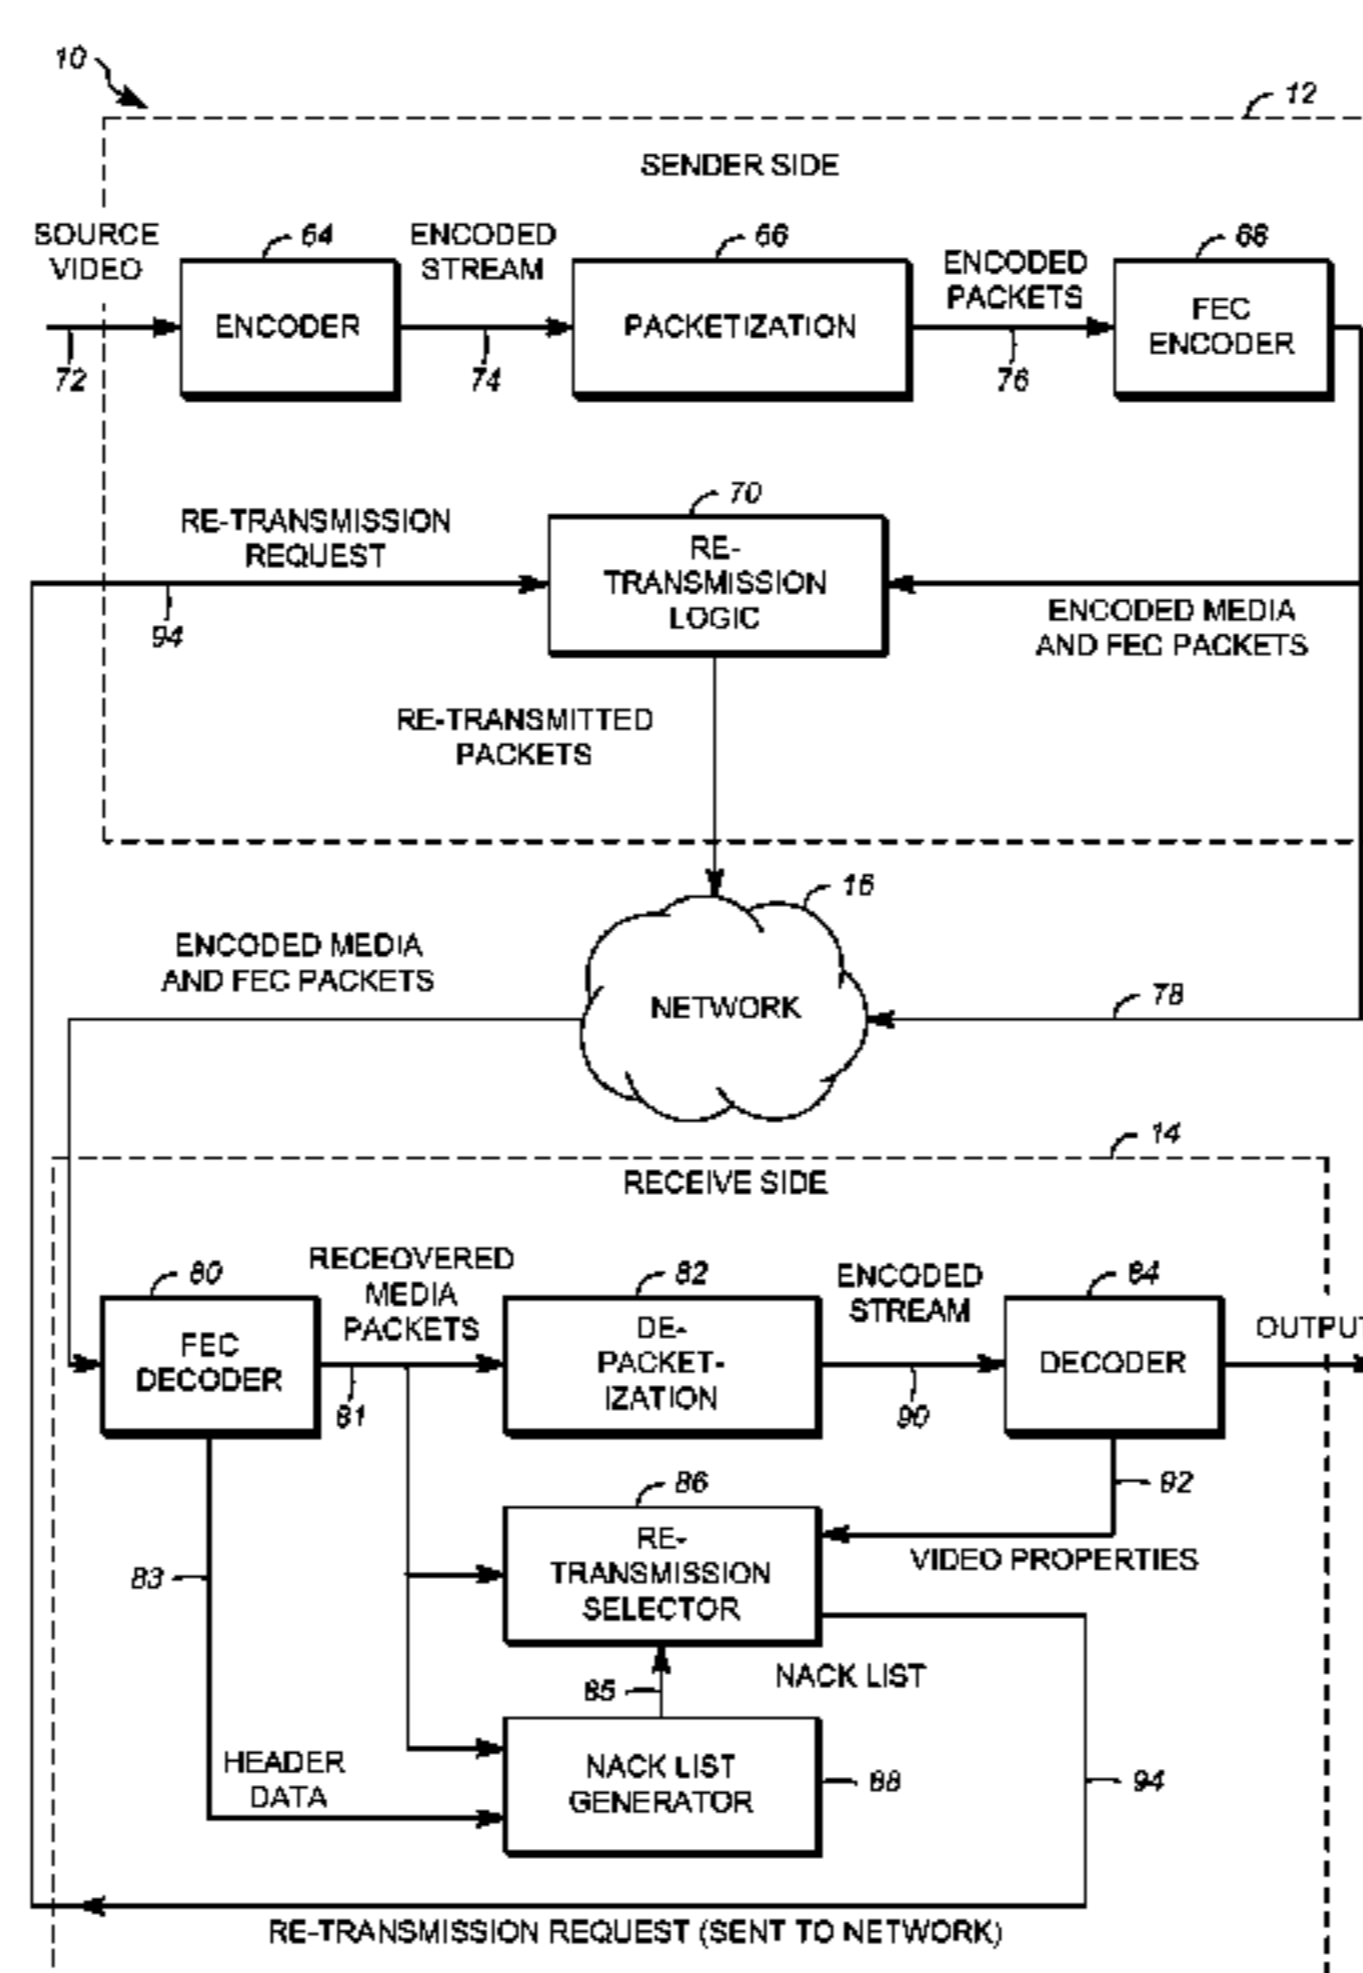 10
12
SENDER SIDE
SOURCE
VIDEO
64
ENCODED
STREAM
66
ENCODED
PACKETS
68
ENCODER
PACKETIZATION
FEC
ENCODER
72
74
76
70
RE-TRANSMISSION
REQUEST
RE-
TRANSMISSION
LOGIC
94
ENCODED MEDIA
AND FEC PACKETS
RE-TRANSMITTED
PACKETS
16
ENCODED MEDIA
AND FEC PACKETS
NETWORK
78
14
RECEIVE SIDE
80
RECEOVERED
MEDIA
PACKETS
82
ENCODED
STREAM
84
FEC
DECODER
DE-
PACKET-
IZATION
DECODER
OUTPUT
81
90
86
92
RE-
TRANSMISSION
SELECTOR
VIDEO PROPERTIES
83
85
NACK LIST
HEADER
DATA
NACK LIST
GENERATOR
88
94
RE-TRANSMISSION REQUEST (SENT TO NETWORK)